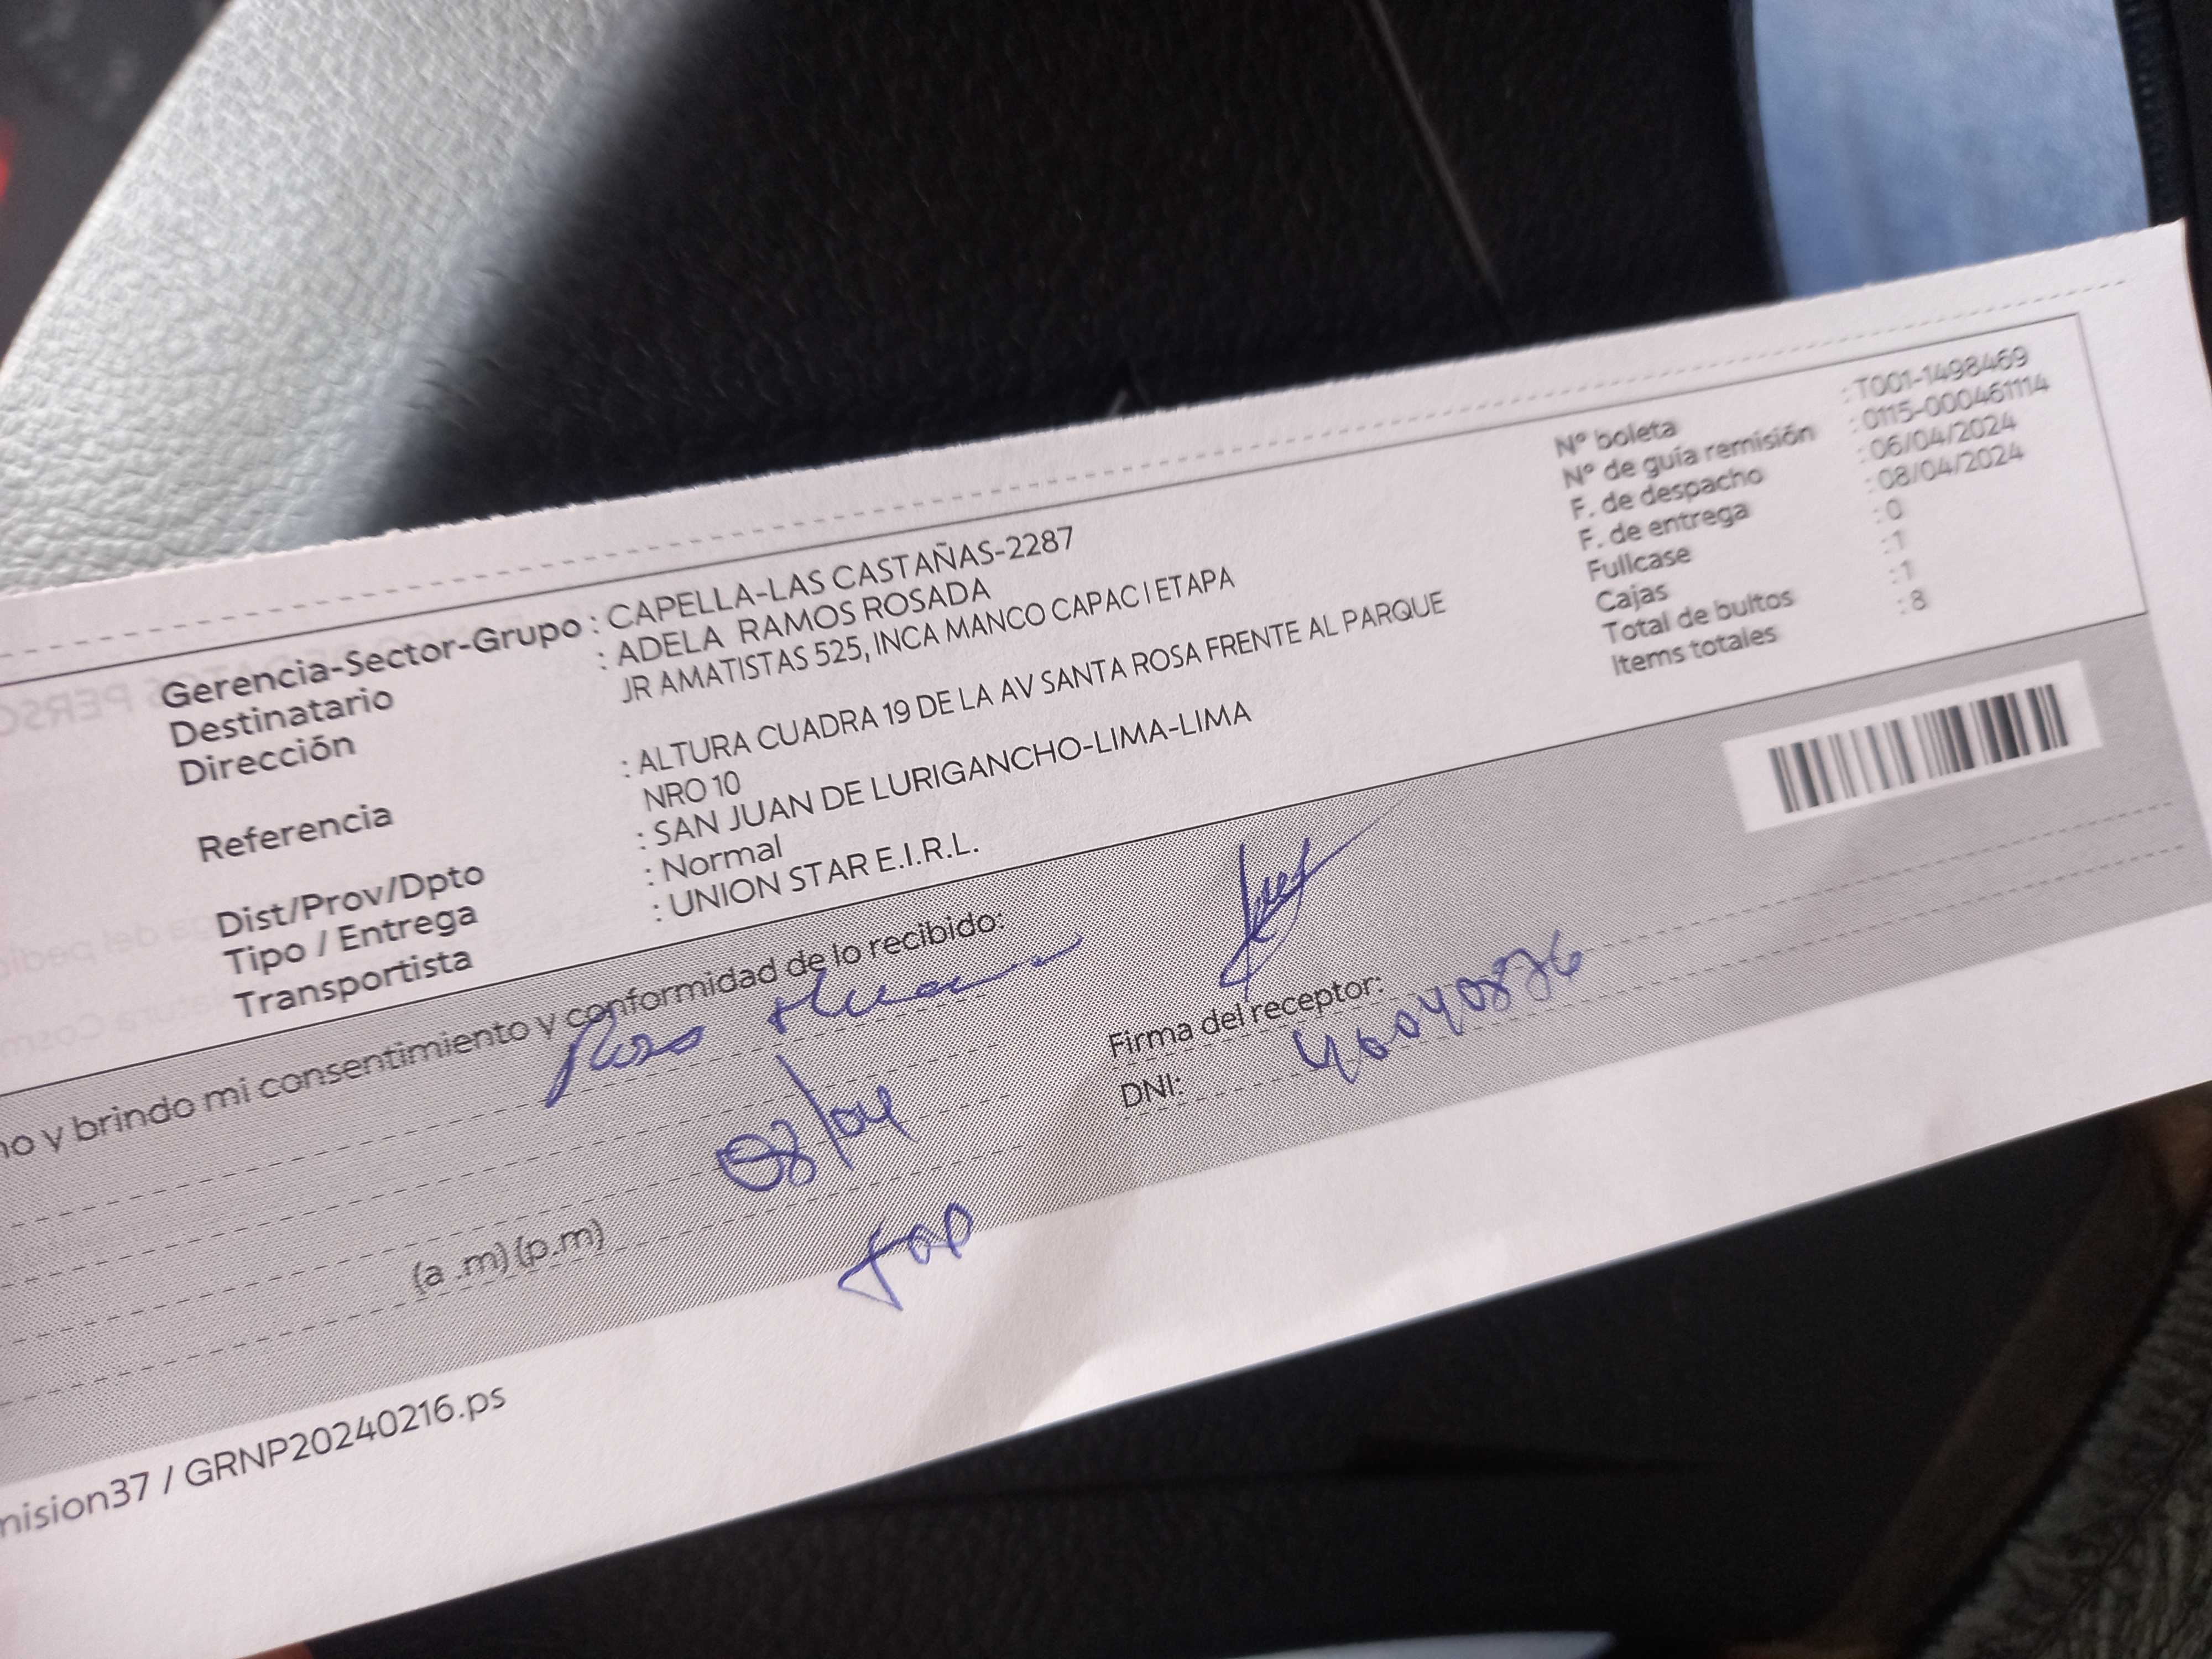 Gerencia-Sector-Grupo : CAPELLA-LAS CASTAÑAS-2287
Destinatario : ADELA RAMOS ROSADA
Dirección JR AMATISTAS 525, INCA MANCO CAPAC I ETAPA
Referencia : ALTURA CUADRA 19 DE LA AV SANTA ROSA FRENTE AL PARQUE
NRO 10
Dist/Prov/Dpto : SAN JUAN DE LURIGANCHO-LIMA-LIMA
Tipo / Entrega : Normal
Transportista : UNION STAR E.I.R.L.
N° boleta : T001-1498469
N° de guía remisión : 0115-000461114
F. de despacho : 06/04/2024
F. de entrega : 08/04/2024
Fullcase : 0
Cajas : 1
Total de bultos : 1
Items totales : 8
no y brindo mi consentimiento y conformidad de lo recibido:
Rosa
Firma del receptor:
08/04
DNI: 46040876
(a .m) (p.m)
mision37 / GRNP20240216.ps